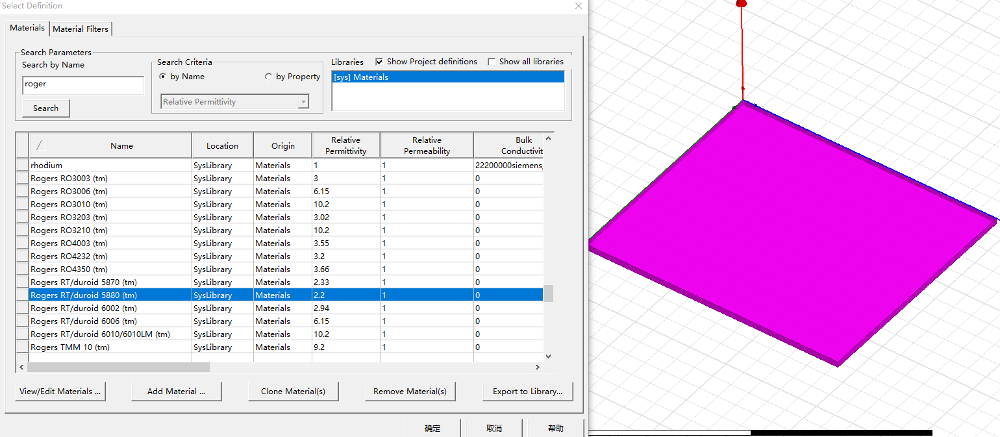 Select Definition
Materials Material Filters
Search Parameters
Search by Name
roger
Search
Search Criteria
by Name by Property
Relative Permittivity
Libraries Show Project definitions Show all libraries
[sys] Materials
Name Location Origin Relative Permittivity Relative Permeability Bulk Conductivit
rhodium SysLibrary Materials 1 1 22200000siemens
Rogers RO3003 (tm) SysLibrary Materials 3 1 0
Rogers RO3006 (tm) SysLibrary Materials 6.15 1 0
Rogers RO3010 (tm) SysLibrary Materials 10.2 1 0
Rogers RO3203 (tm) SysLibrary Materials 3.02 1 0
Rogers RO3210 (tm) SysLibrary Materials 10.2 1 0
Rogers RO4003 (tm) SysLibrary Materials 3.55 1 0
Rogers RO4232 (tm) SysLibrary Materials 3.2 1 0
Rogers RO4350 (tm) SysLibrary Materials 3.66 1 0
Rogers RT/duroid 5870 (tm) SysLibrary Materials 2.33 1 0
Rogers RT/duroid 5880 (tm) SysLibrary Materials 2.2 1 0
Rogers RT/duroid 6002 (tm) SysLibrary Materials 2.94 1 0
Rogers RT/duroid 6006 (tm) SysLibrary Materials 6.15 1 0
Rogers RT/duroid 6010/6010LM (tm) SysLibrary Materials 10.2 1 0
Rogers TMM 10 (tm) SysLibrary Materials 9.2 1 0
View/Edit Materials ... Add Material ... Clone Material(s) Remove Material(s) Export to Library...
确定 取消 帮助